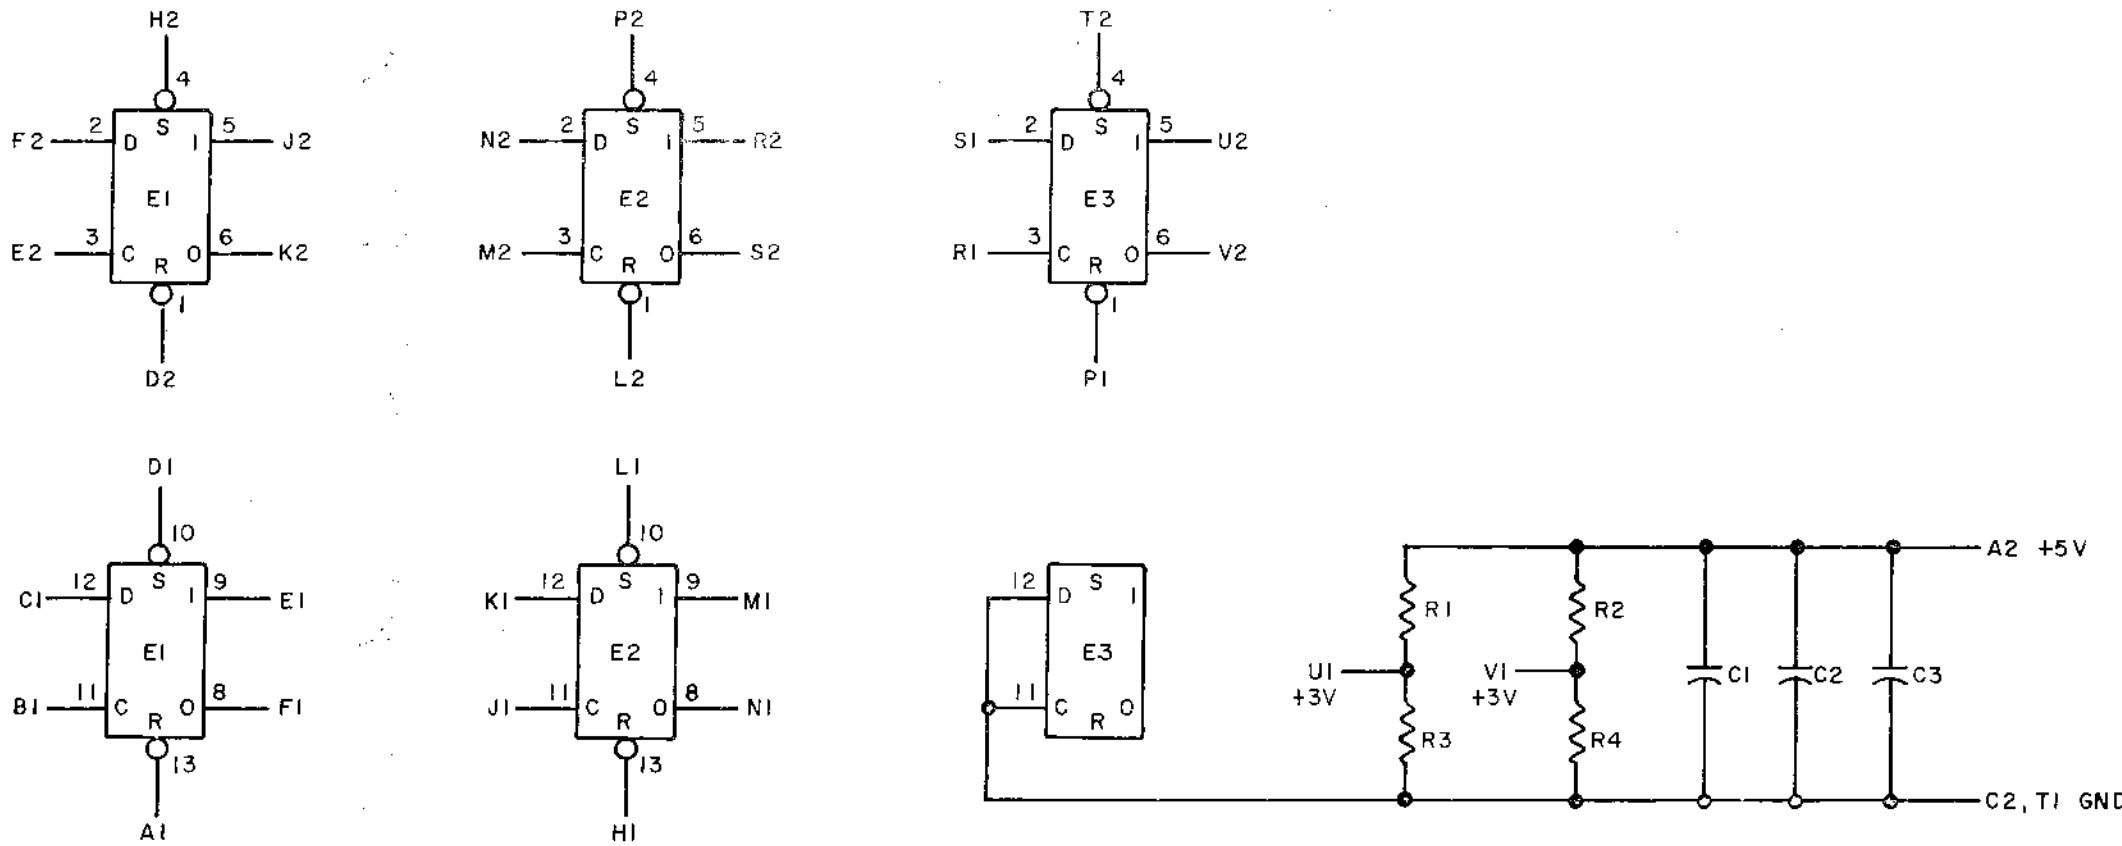 H2
P2
T2
4
4
4
F2 2 D S I 5 J2
N2 2 D S I 5 R2
S1 2 D S I 5 U2
E1
E2
E3
E2 3 C R O 6 K2
M2 3 C R O 6 S2
R1 3 C R O 6 V2
1
1
1
D2
L2
P1
D1
L1
10
10
C1 12 D S I 9 E1
K1 12 D S I 9 M1
12 D S I
E1
E2
E3
B1 11 C R O 8 F1
J1 11 C R O 8 N1
11 C R O
13
13
A1
H1
A2 +5V
R1
R2
U1
+3V
V1
+3V
C1
C2
C3
R3
R4
C2, T1 GND